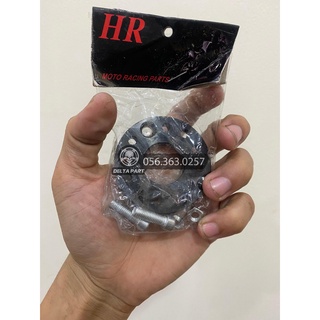 HR
MOTO RACING PARTS
056.363.0257
DELTA PART